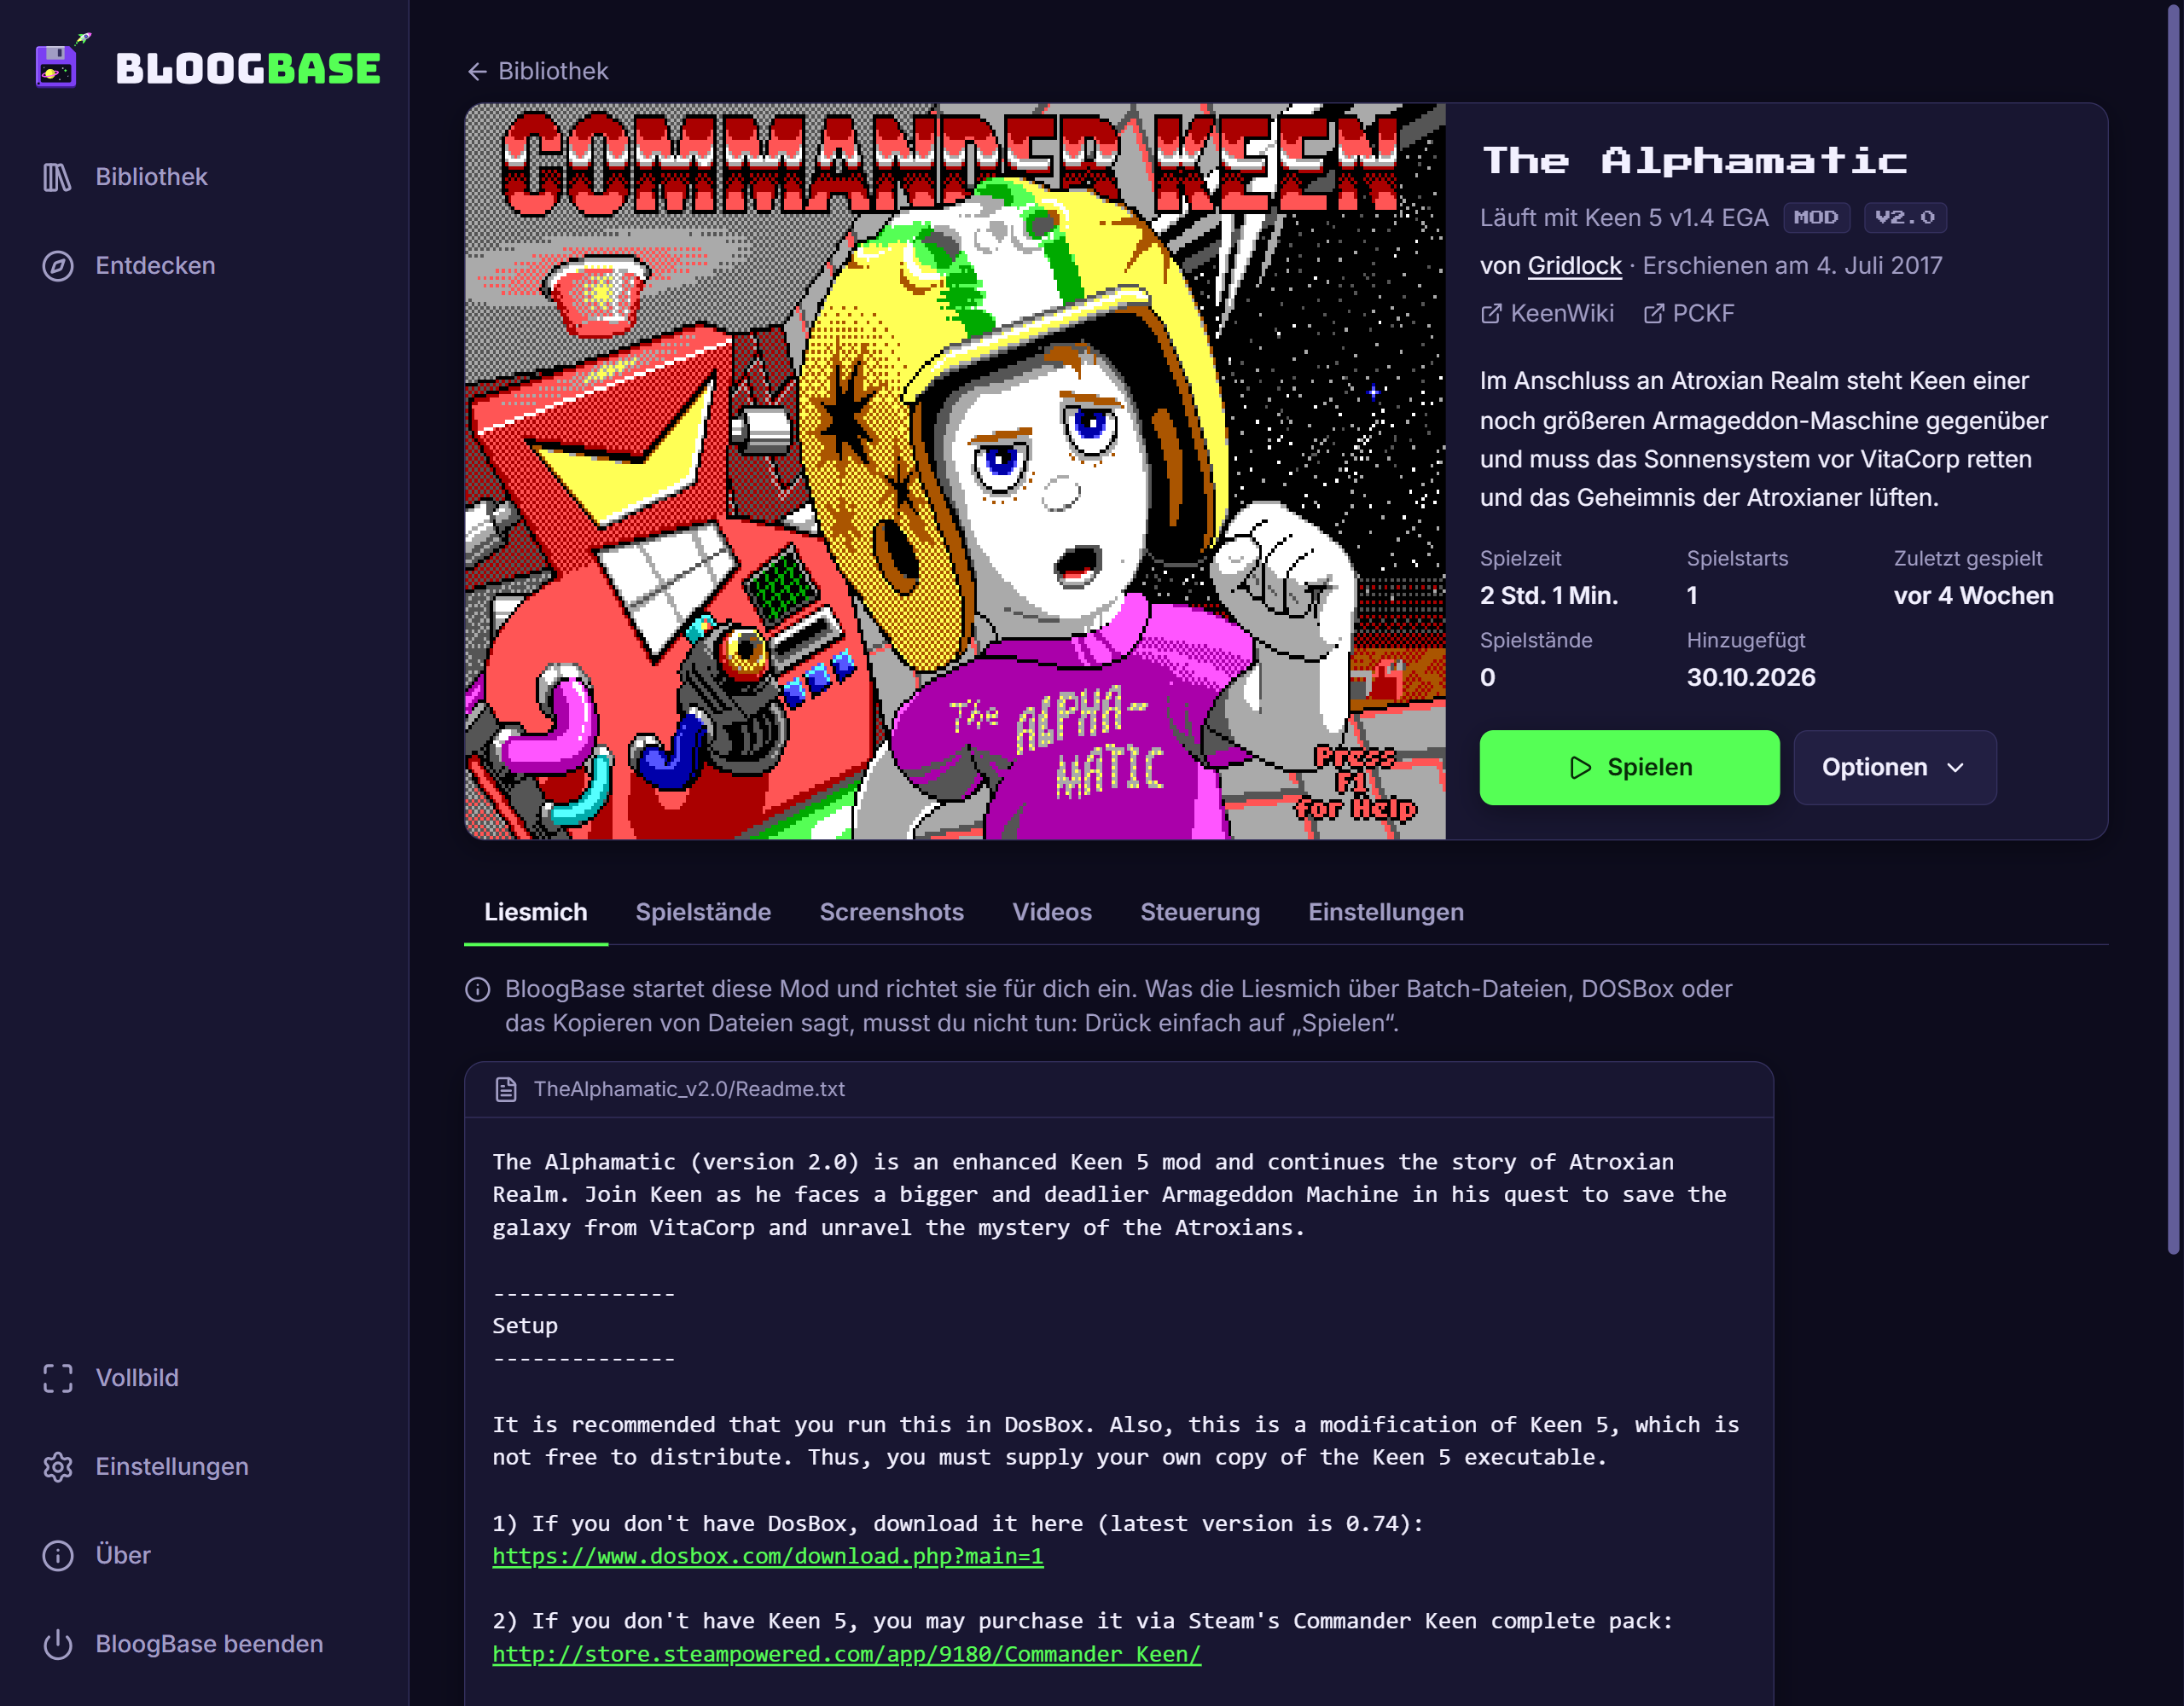 BLOOGBASE
Bibliothek
Entdecken
Vollbild
Einstellungen
Über
BloogBase beenden
Bibliothek
COMMANDER KEEN
The ALPHA-
MATIC
Press
F1
for Help
The Alphamatic
Läuft mit Keen 5 v1.4 EGA MOD V2.0
von Gridlock · Erschienen am 4. Juli 2017
KeenWiki PCKF
Im Anschluss an Atroxian Realm steht Keen einer
noch größeren Armageddon-Maschine gegenüber
und muss das Sonnensystem vor VitaCorp retten
und das Geheimnis der Atroxianer lüften.
Spielzeit Spielstarts Zuletzt gespielt
2 Std. 1 Min. 1 vor 4 Wochen
Spielstände Hinzugefügt
0 30.10.2026
Spielen Optionen
Liesmich Spielstände Screenshots Videos Steuerung Einstellungen
BloogBase startet diese Mod und richtet sie für dich ein. Was die Liesmich über Batch-Dateien, DOSBox oder
das Kopieren von Dateien sagt, musst du nicht tun: Drück einfach auf „Spielen“.
TheAlphamatic_v2.0/Readme.txt
The Alphamatic (version 2.0) is an enhanced Keen 5 mod and continues the story of Atroxian
Realm. Join Keen as he faces a bigger and deadlier Armageddon Machine in his quest to save the
galaxy from VitaCorp and unravel the mystery of the Atroxians.
--------------
Setup
--------------
It is recommended that you run this in DosBox. Also, this is a modification of Keen 5, which is
not free to distribute. Thus, you must supply your own copy of the Keen 5 executable.
1) If you don't have DosBox, download it here (latest version is 0.74):
https://www.dosbox.com/download.php?main=1
2) If you don't have Keen 5, you may purchase it via Steam's Commander Keen complete pack:
http://store.steampowered.com/app/9180/Commander_Keen/